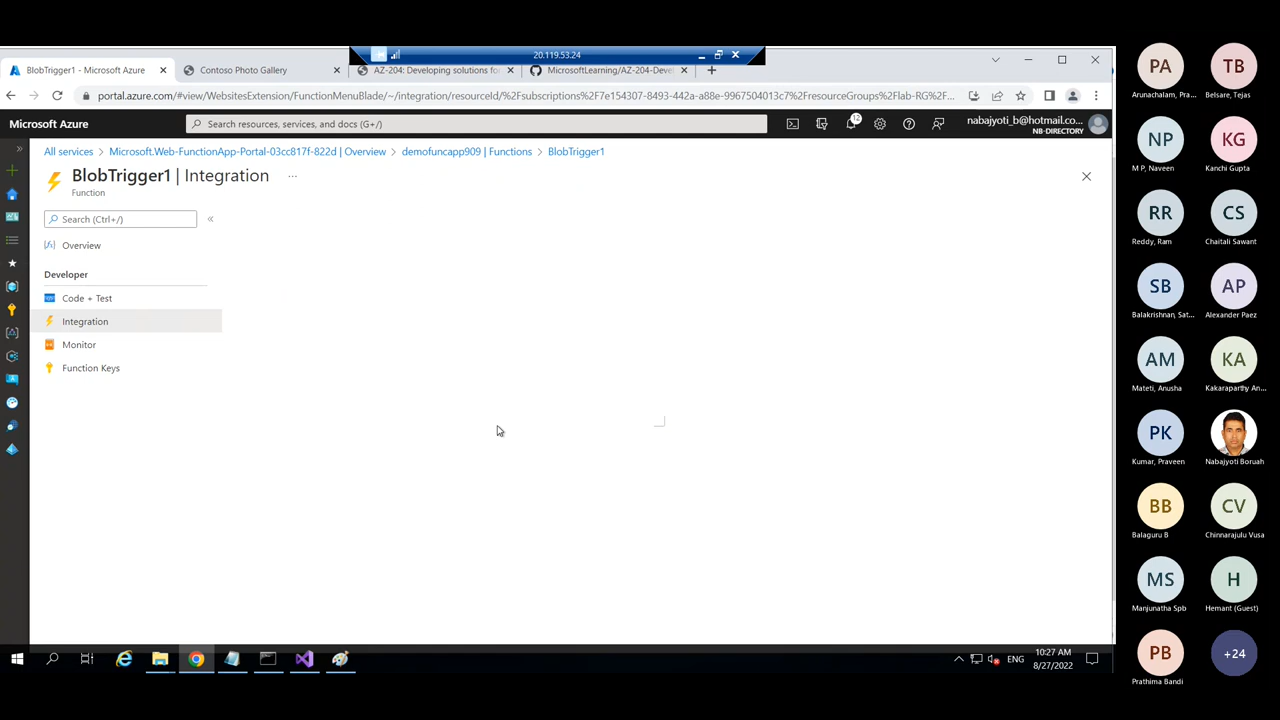 20.119.53.24
BlobTrigger1 - Microsoft Azure
Contoso Photo Gallery
AZ-204: Developing solutions fo
MicrosoftLearning/AZ-204-Deve
portal.azure.com/#view/WebsitesExtension/FunctionMenuBlade/~/integration/resourceId/%2Fsubscriptions%2F7e154307-8493-442a-a88e-9967504013c7%2FresourceGroups%2Flab-RG%2F...
Microsoft Azure
Search resources, services, and docs (G+/)
12
nabajyoti_b@hotmail.co...
NB-DIRECTORY
All services > Microsoft.Web-FunctionApp-Portal-03cc817f-822d | Overview > demofuncapp909 | Functions > BlobTrigger1
BlobTrigger1 | Integration ...
Function
Search (Ctrl+/) «
Overview
Developer
Code + Test
Integration
Monitor
Function Keys
ENG
10:27 AM
8/27/2022
PA TB
Arunachalam, Pra... Belsare, Tejas
NP KG
M P, Naveen Kanchi Gupta
RR CS
Reddy, Ram Chaitali Sawant
SB AP
Balakrishnan, Sat... Alexander Paez
AM KA
Mateti, Anusha Kakaraparthy An...
PK
Kumar, Praveen Nabajyoti Boruah
BB CV
Balaguru B Chinnarajulu Vusa
MS H
Manjunatha Spb Hemant (Guest)
PB +24
Prathima Bandi